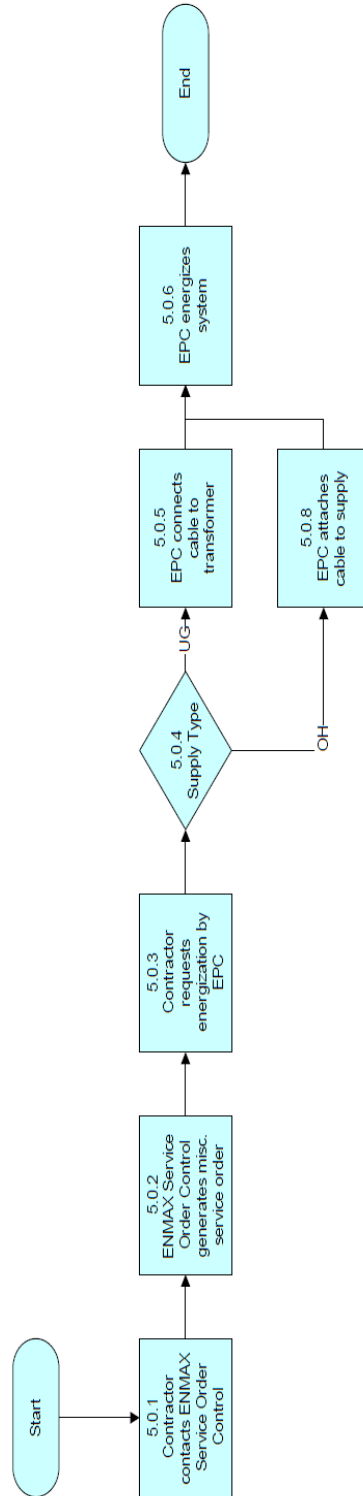 Start
5.0.1
Contractor
contacts ENMAX
Service Order
Control
5.0.2
ENMAX Service
Order Control
generates misc.
service order
5.0.3
Contractor
requests
energization by
EPC
5.0.4
Supply Type
UG
OH
5.0.5
EPC connects
cable to
transformer
5.0.8
EPC attaches
cable to supply
5.0.6
EPC energizes
system
End